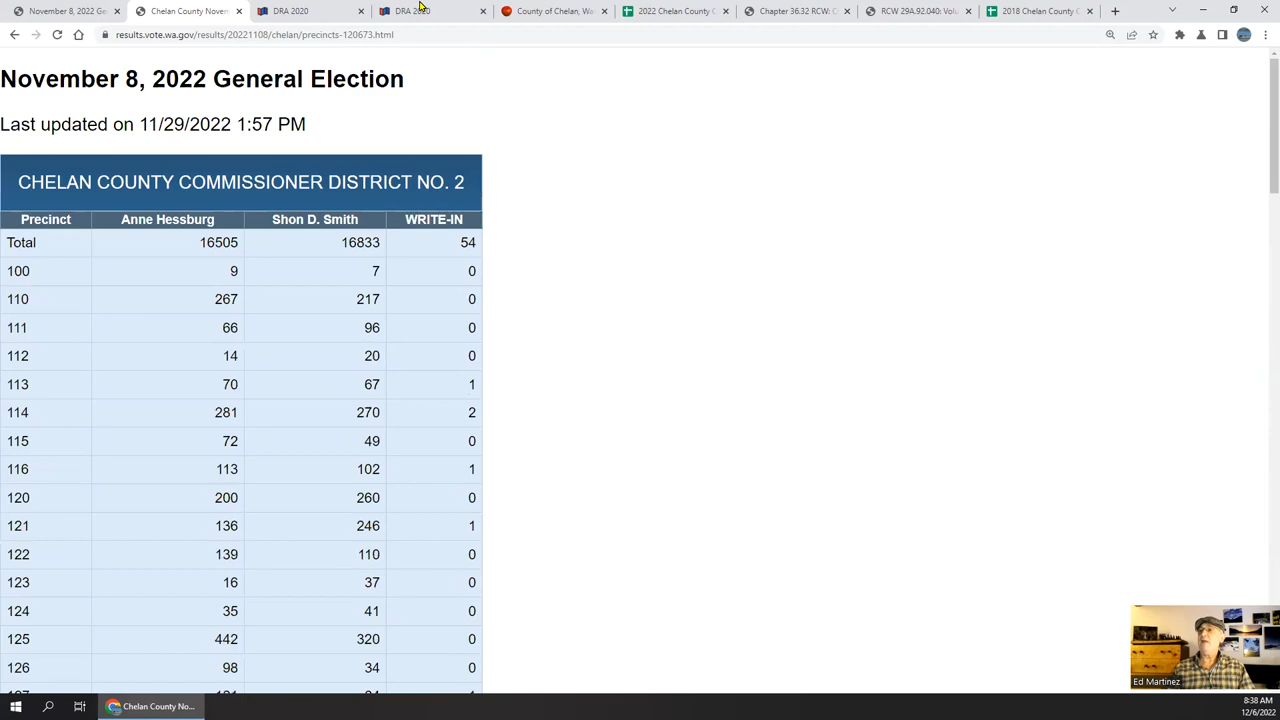 November 8, 2022 Ge
Chelan County Novem
DRA 2020
DRA 2020
County of Chelan, Wa
2022 Chelan County C
Chapter 36.32 RCW: C
RCW 29A.92.040: Volu
2018 Chelan County C
results.vote.wa.gov/results/20221108/chelan/precincts-120673.html
November 8, 2022 General Election
Last updated on 11/29/2022 1:57 PM
CHELAN COUNTY COMMISSIONER DISTRICT NO. 2
Precinct Anne Hessburg Shon D. Smith WRITE-IN
Total 16505 16833 54
100 9 7 0
110 267 217 0
111 66 96 0
112 14 20 0
113 70 67 1
114 281 270 2
115 72 49 0
116 113 102 1
120 200 260 0
121 136 246 1
122 139 110 0
123 16 37 0
124 35 41 0
125 442 320 0
126 98 34 0
Ed Martinez
Chelan County No...
8:38 AM
12/6/2022